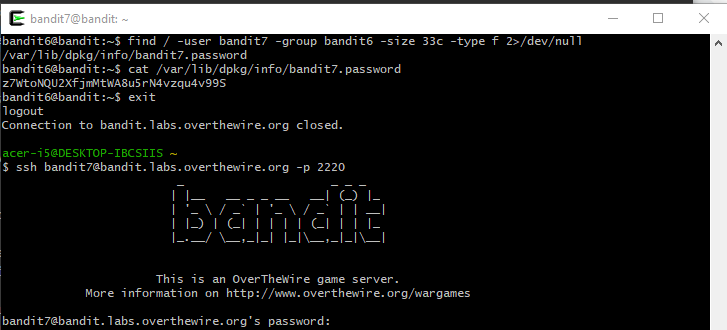 bandit7@bandit: ~
bandit6@bandit:~$ find / -user bandit7 -group bandit6 -size 33c -type f 2>/dev/null
/var/lib/dpkg/info/bandit7.password
bandit6@bandit:~$ cat /var/lib/dpkg/info/bandit7.password
z7WtoNQU2XfjmMtWA8u5rN4vzqu4v99S
bandit6@bandit:~$ exit
logout
Connection to bandit.labs.overthewire.org closed.
acer-i5@DESKTOP-IBCSIIS ~
$ ssh bandit7@bandit.labs.overthewire.org -p 2220
bandit
This is an OverTheWire game server.
More information on http://www.overthewire.org/wargames
bandit7@bandit.labs.overthewire.org's password: